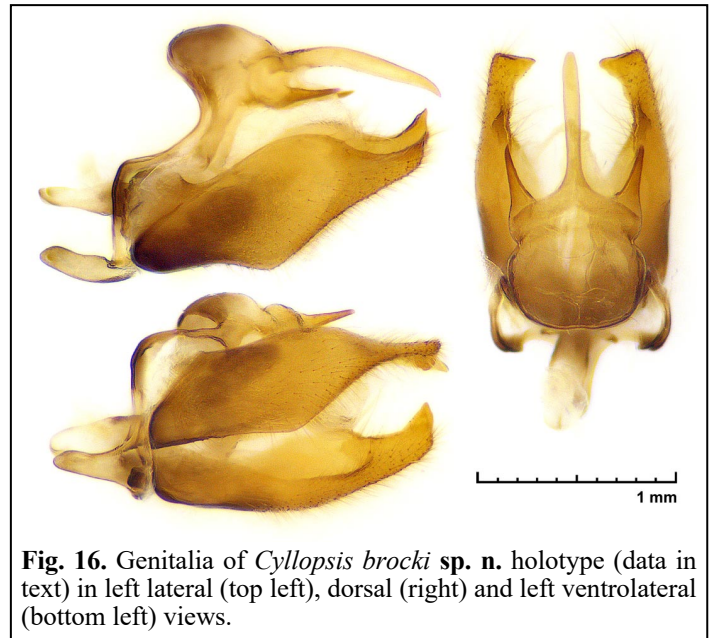 1 mm
Fig. 16. Genitalia of Cyllopsis brocki sp. n. holotype (data in
text) in left lateral (top left), dorsal (right) and left ventrolateral
(bottom left) views.